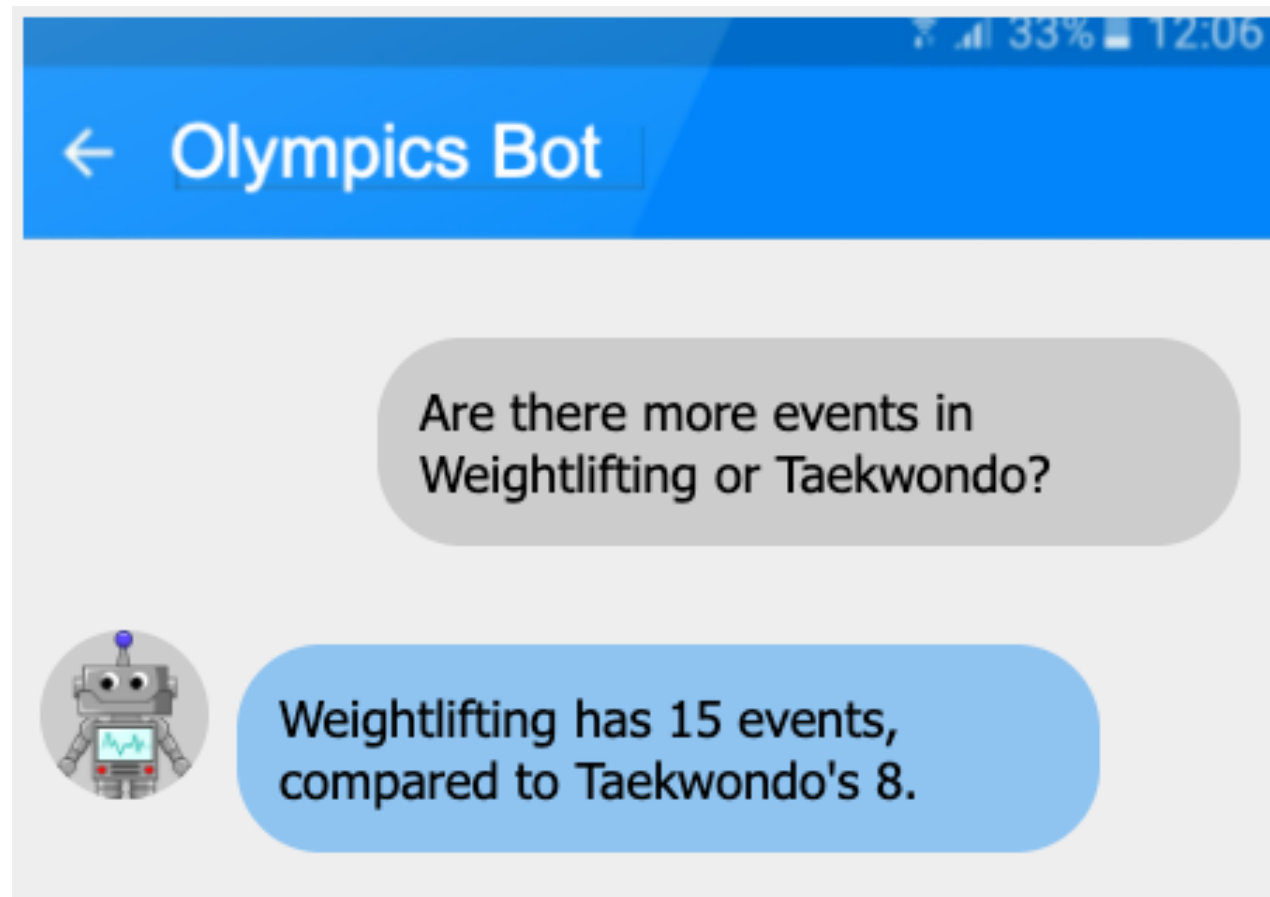 33% 12:06
Olympics Bot
Are there more events in
Weightlifting or Taekwondo?
Weightlifting has 15 events,
compared to Taekwondo's 8.